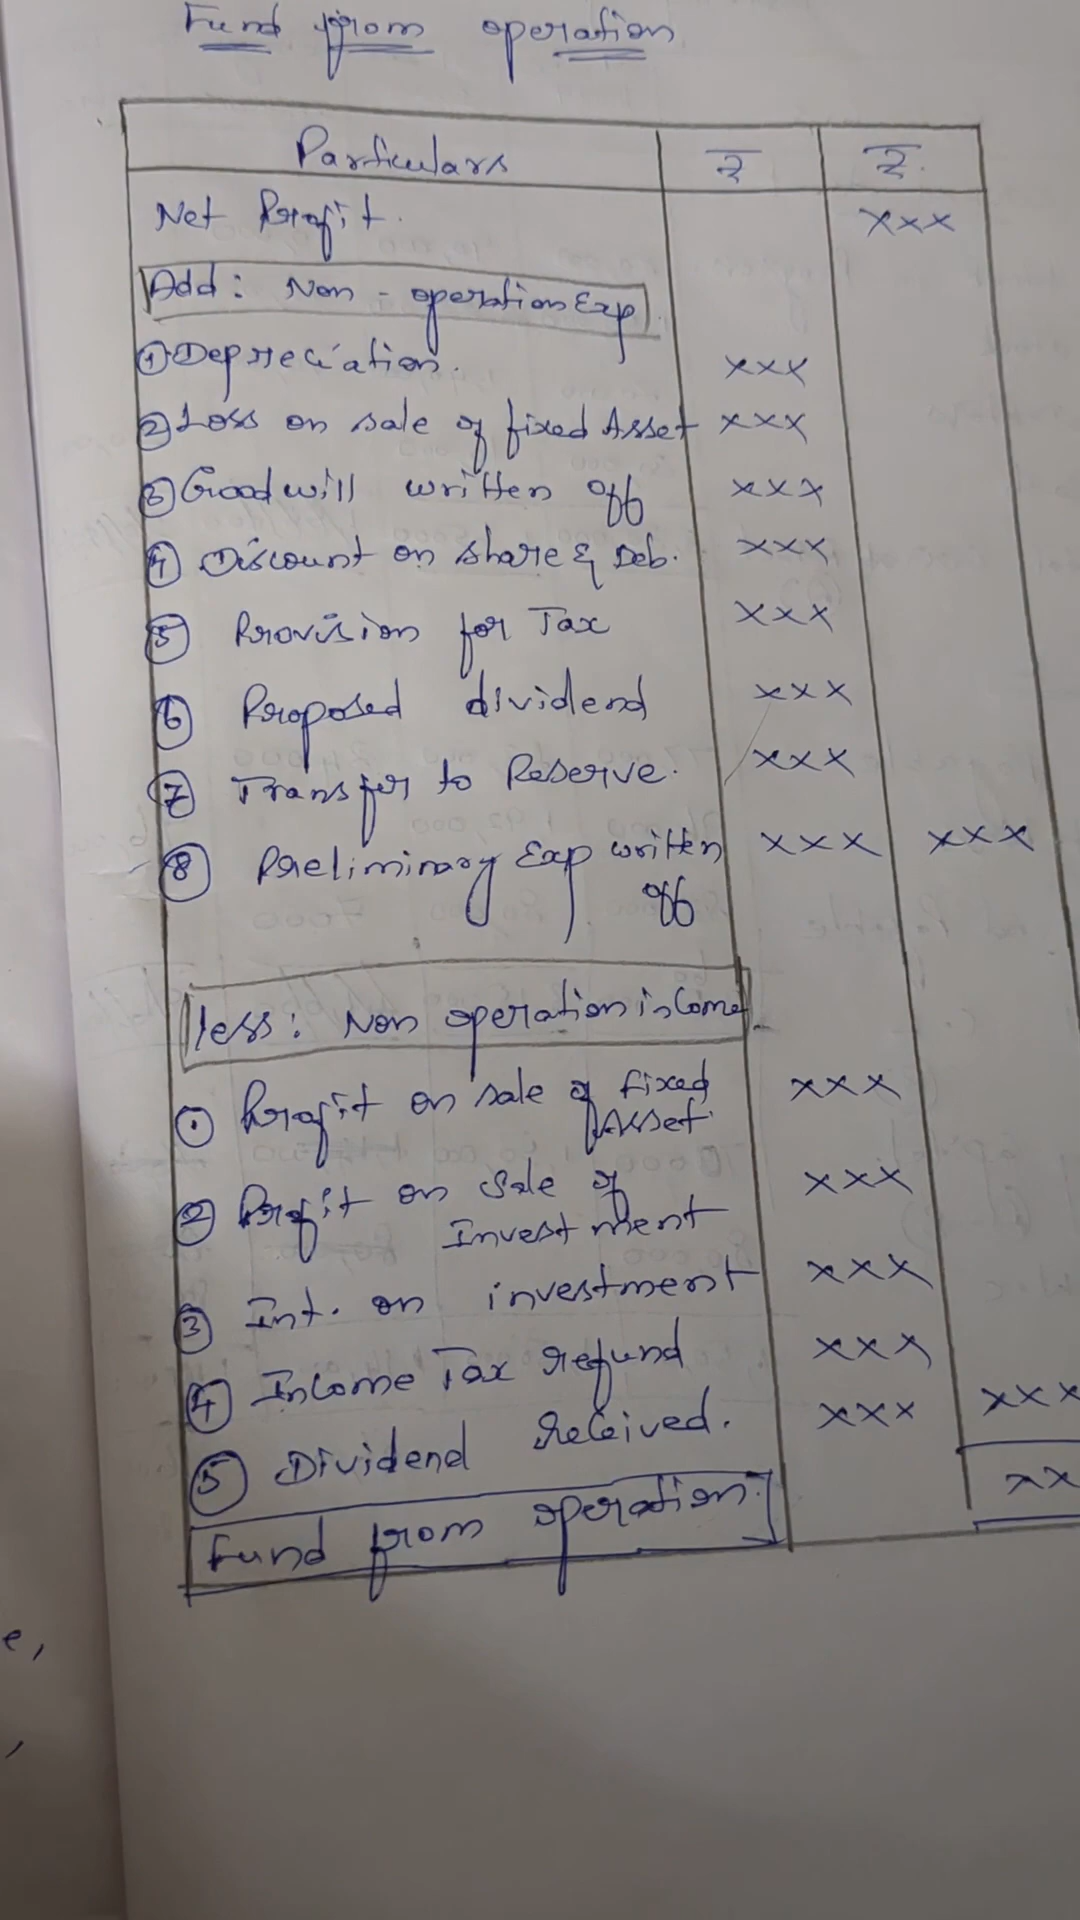 Fund from operation
Particulars ₹ ₹
Net Profit. xxx
Add: Non - operation Exp
① Depreciation. xxx
② Loss on sale of fixed Asset xxx
③ Goodwill written off xxx
④ Discount on share & Deb. xxx
⑤ Provision for Tax xxx
⑥ Proposed dividend xxx
⑦ Transfer to Reserve. xxx
⑧ Preliminary Exp written xxx xxx
off
less: Non operation income
① Profit on sale of fixed xxx
Asset.
② Profit on Sale of xxx
Investment
③ Int. on investment xxx
④ Income Tax refund xxx
⑤ Dividend received. xxx xxx
Fund from operation. xx
e,
,